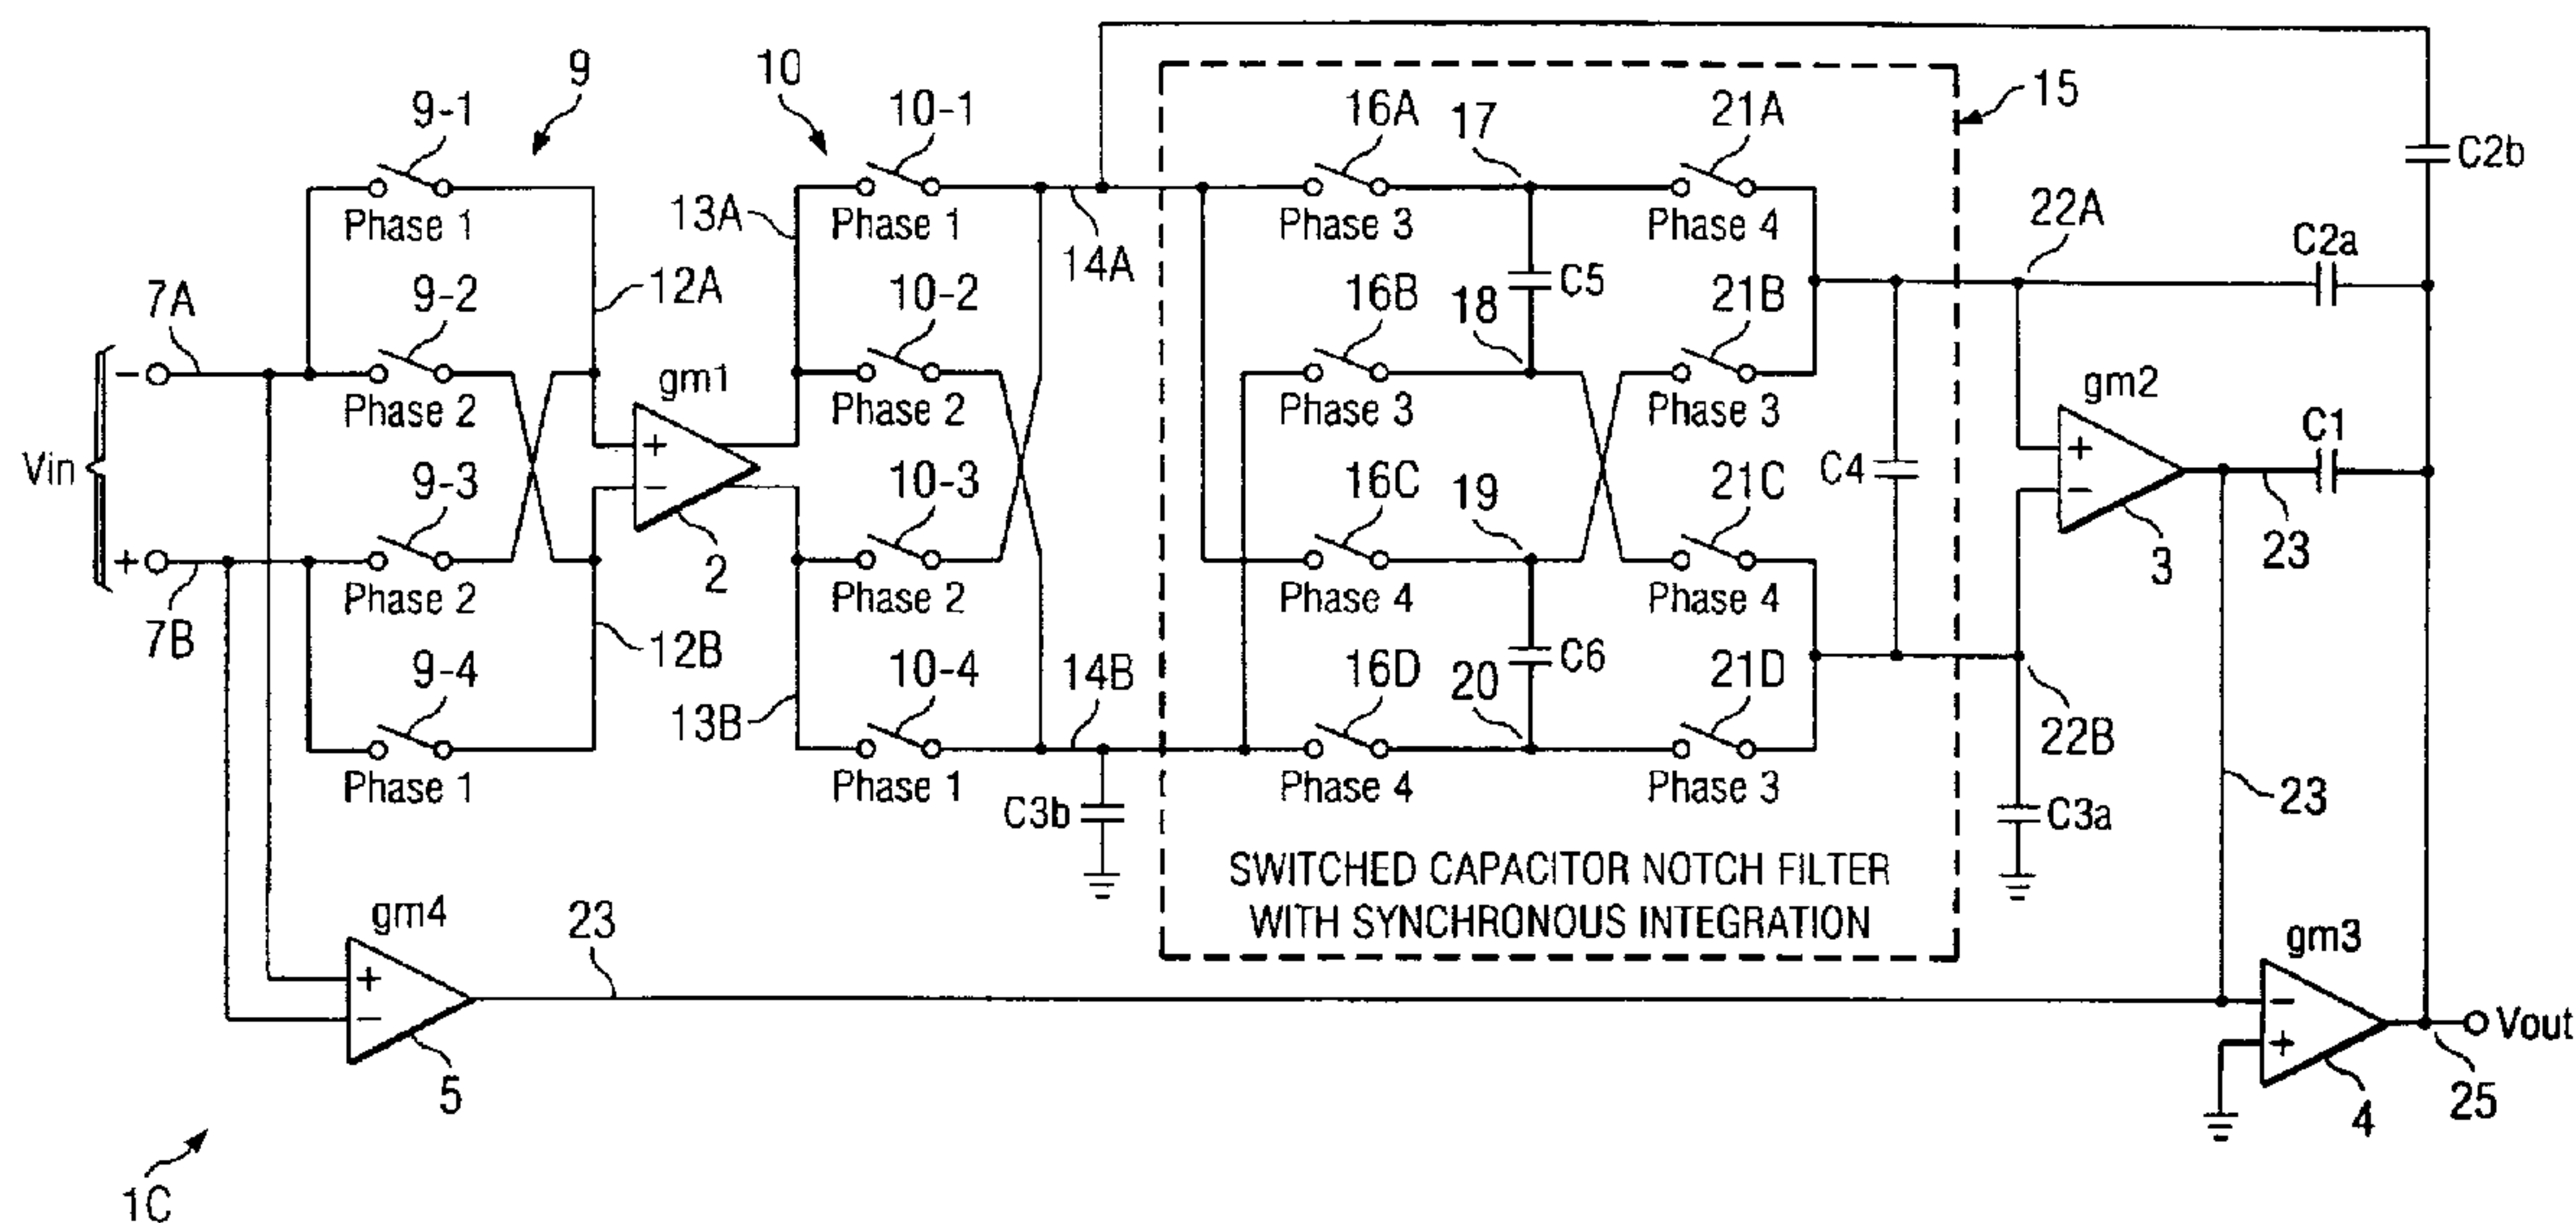 9
10
15
9-1
10-1
16A
17
21A
C2b
Phase 1
13A
Phase 1
14A
Phase 3
Phase 4
22A
C2a
7A
9-2
12A
10-2
16B
C5
18
21B
−
Phase 2
gm1
Phase 2
Phase 3
Phase 3
gm2
C1
Vin
9-3
+
−
10-3
16C
19
21C
C4
+
−
+
7B
Phase 2
2
Phase 2
Phase 4
Phase 4
3
23
9-4
12B
10-4
14B
16D
20
C6
21D
22B
Phase 1
13B
Phase 1
C3b
Phase 4
Phase 3
C3a
23
SWITCHED CAPACITOR NOTCH FILTER
WITH SYNCHRONOUS INTEGRATION
gm4
23
gm3
+
−
5
−
+
Vout
4
25
1C